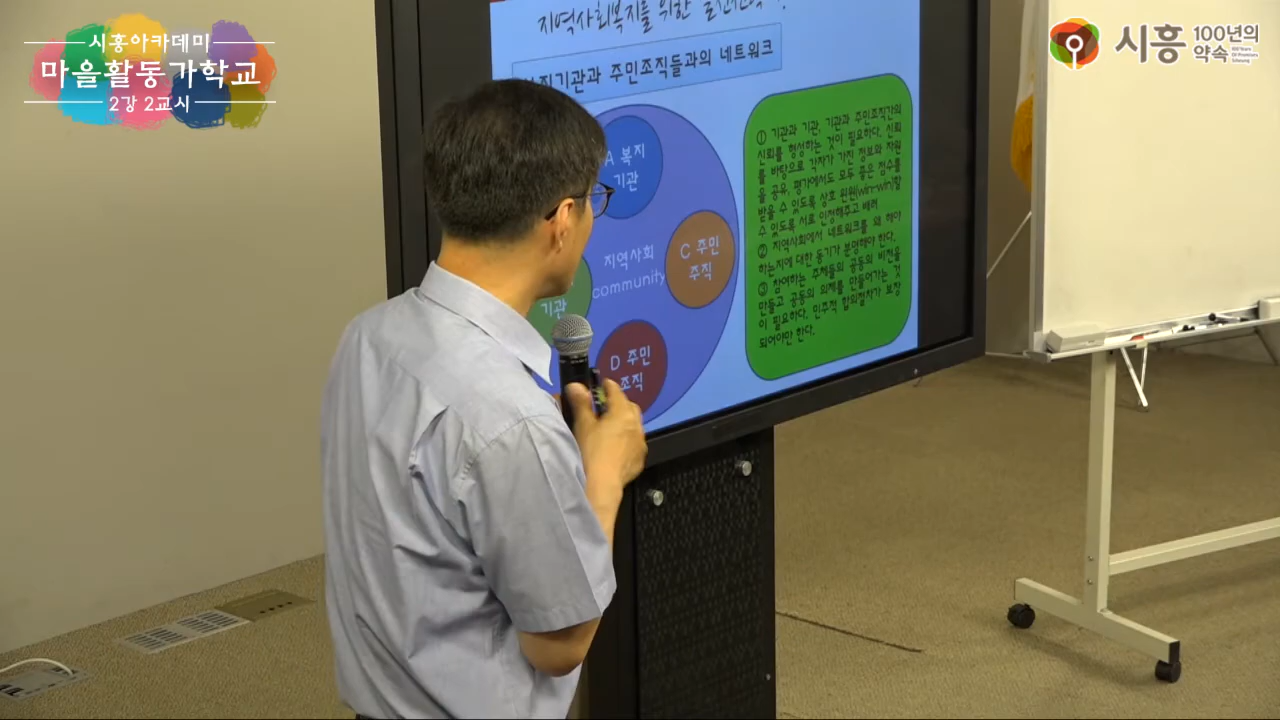 시흥아카데미
마을활동가학교
2강 2교시
시흥
100년의
약속
지역사회복지를 위한
주민조직들과의 네트워크
A 복지
기관
지역사회
community
C 주민
조직
기관
D 주민
조직
① 기관과 기관, 기관과 주민조직간의
신뢰를 형성하는 것이 필요하다. 신뢰
를 바탕으로 각자가 가진 정보와 자원
을 공유, 평가에서도 모두 좋은 점수를
받을 수 있도록 상호 윈윈(win-win)할
수 있도록 서로 인정해주고 배려
② 지역사회에서 네트워크를 왜 해야
하는지에 대한 동기가 분명해야 한다.
③ 참여하는 주체들의 공동의 비전을
만들고 공동의 의제를 만들어가는 것
이 필요하다. 민주적 합의절차가 보장
되어야만 한다.